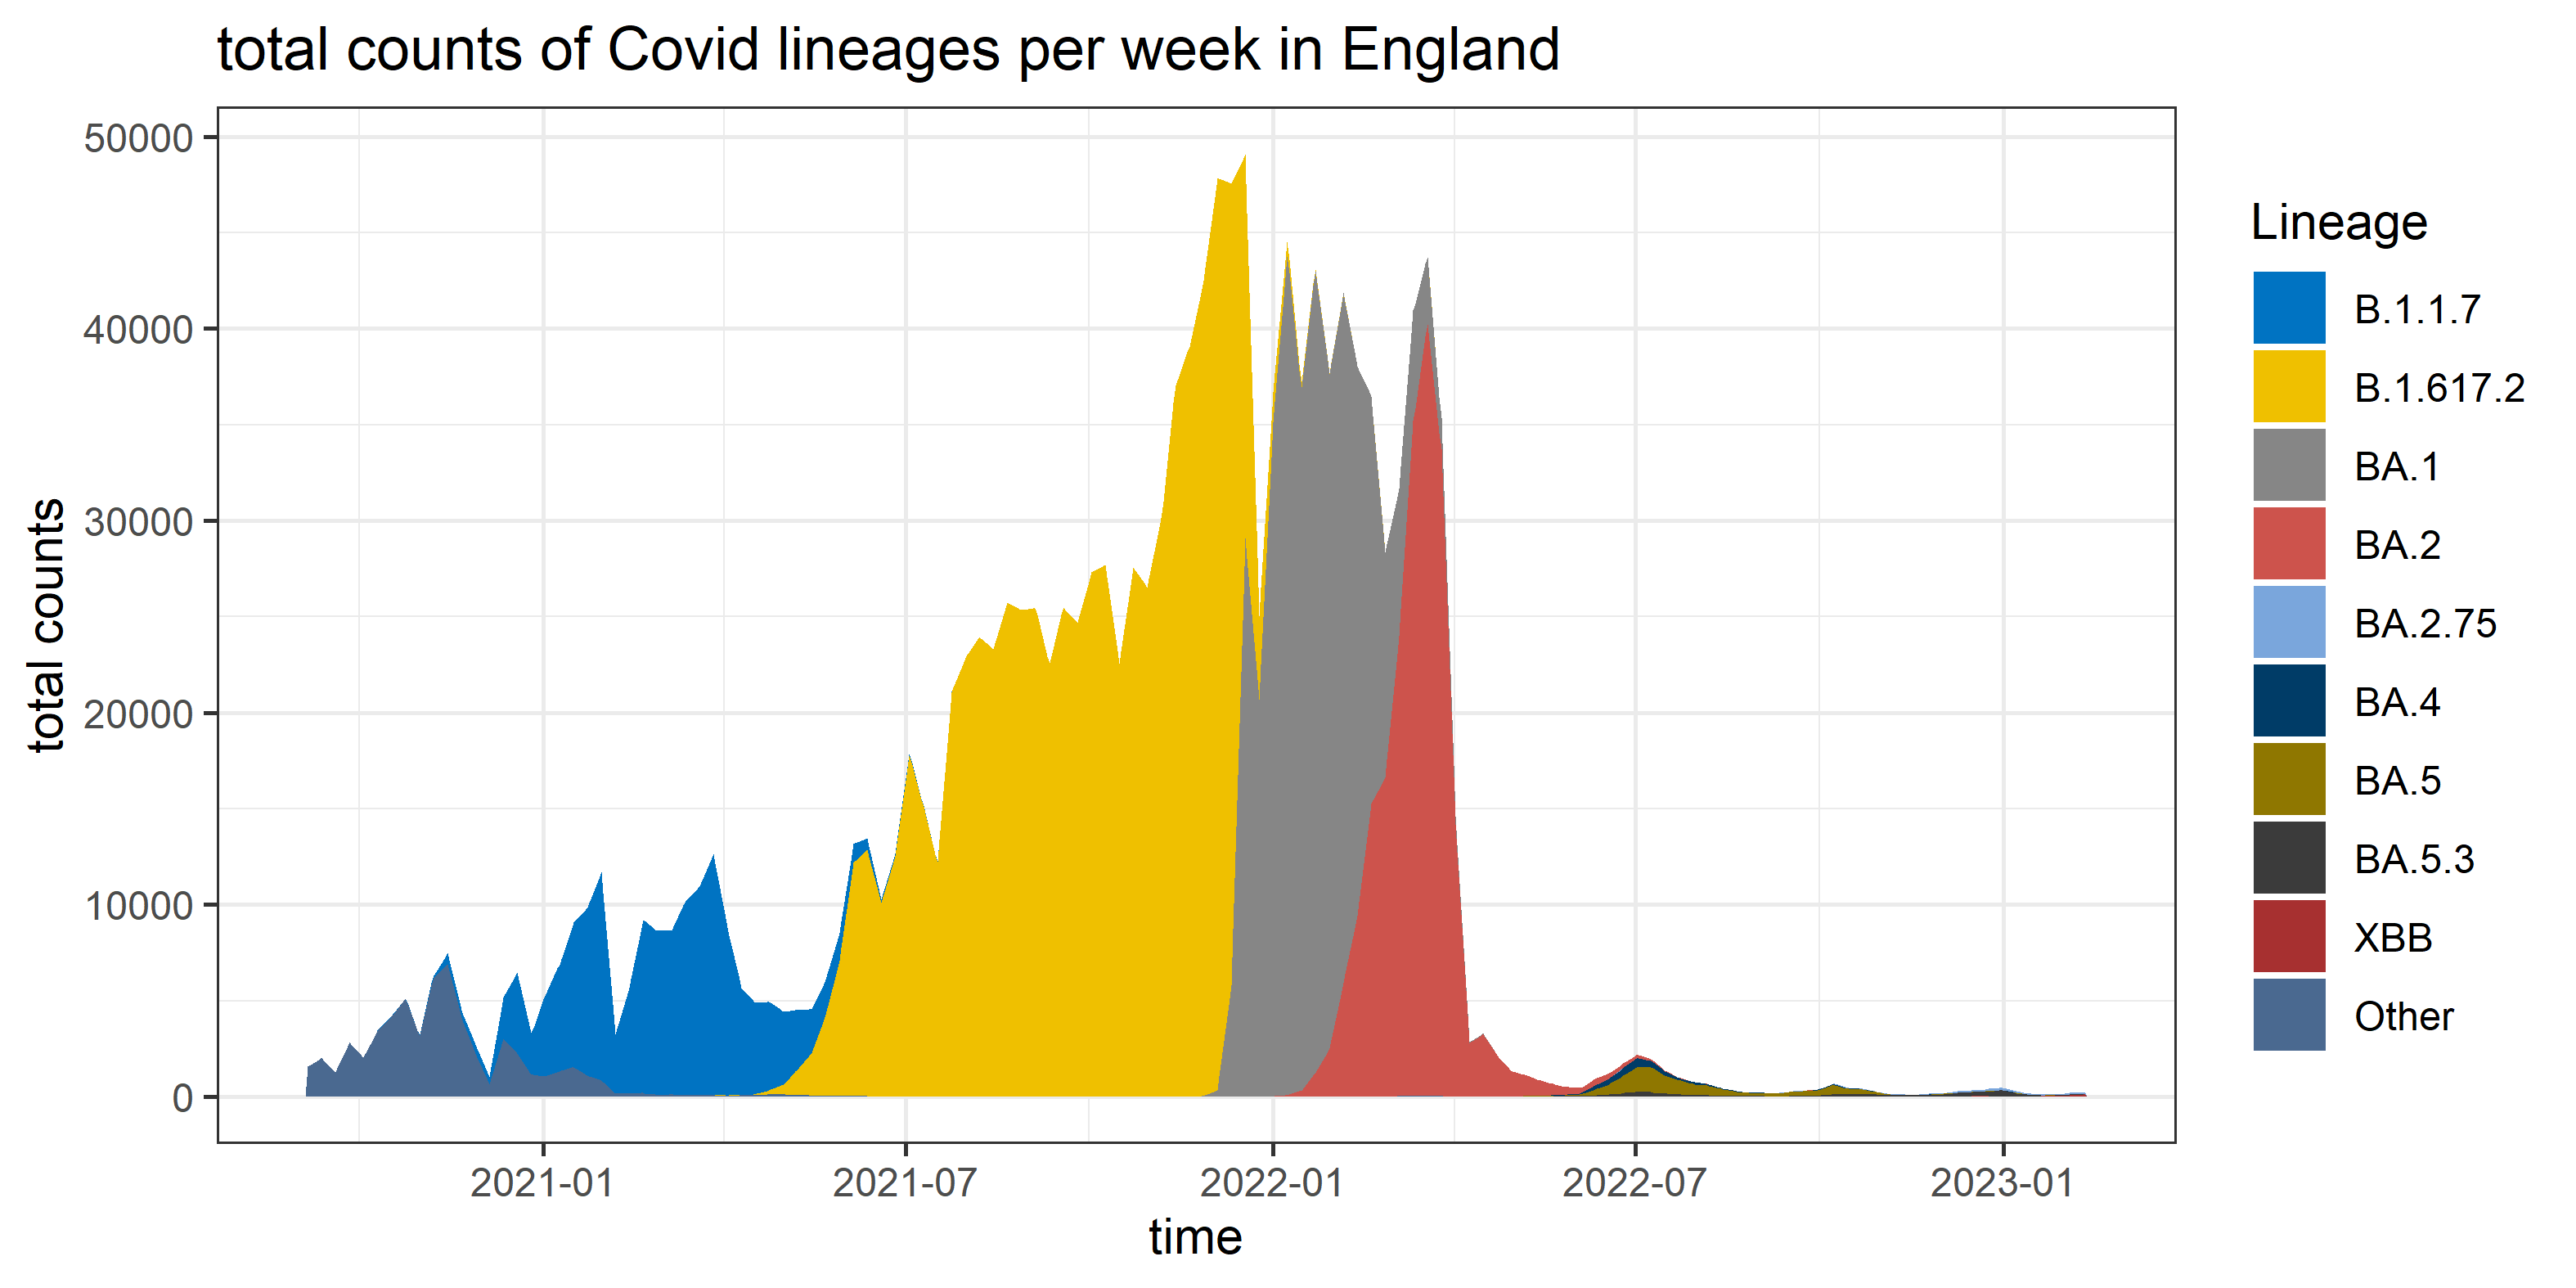 total counts of Covid lineages per week in England
50000
40000
30000
20000
10000
0
total counts
2021-01
2021-07
2022-01
2022-07
2023-01
time
Lineage
B.1.1.7
B.1.617.2
BA.1
BA.2
BA.2.75
BA.4
BA.5
BA.5.3
XBB
Other